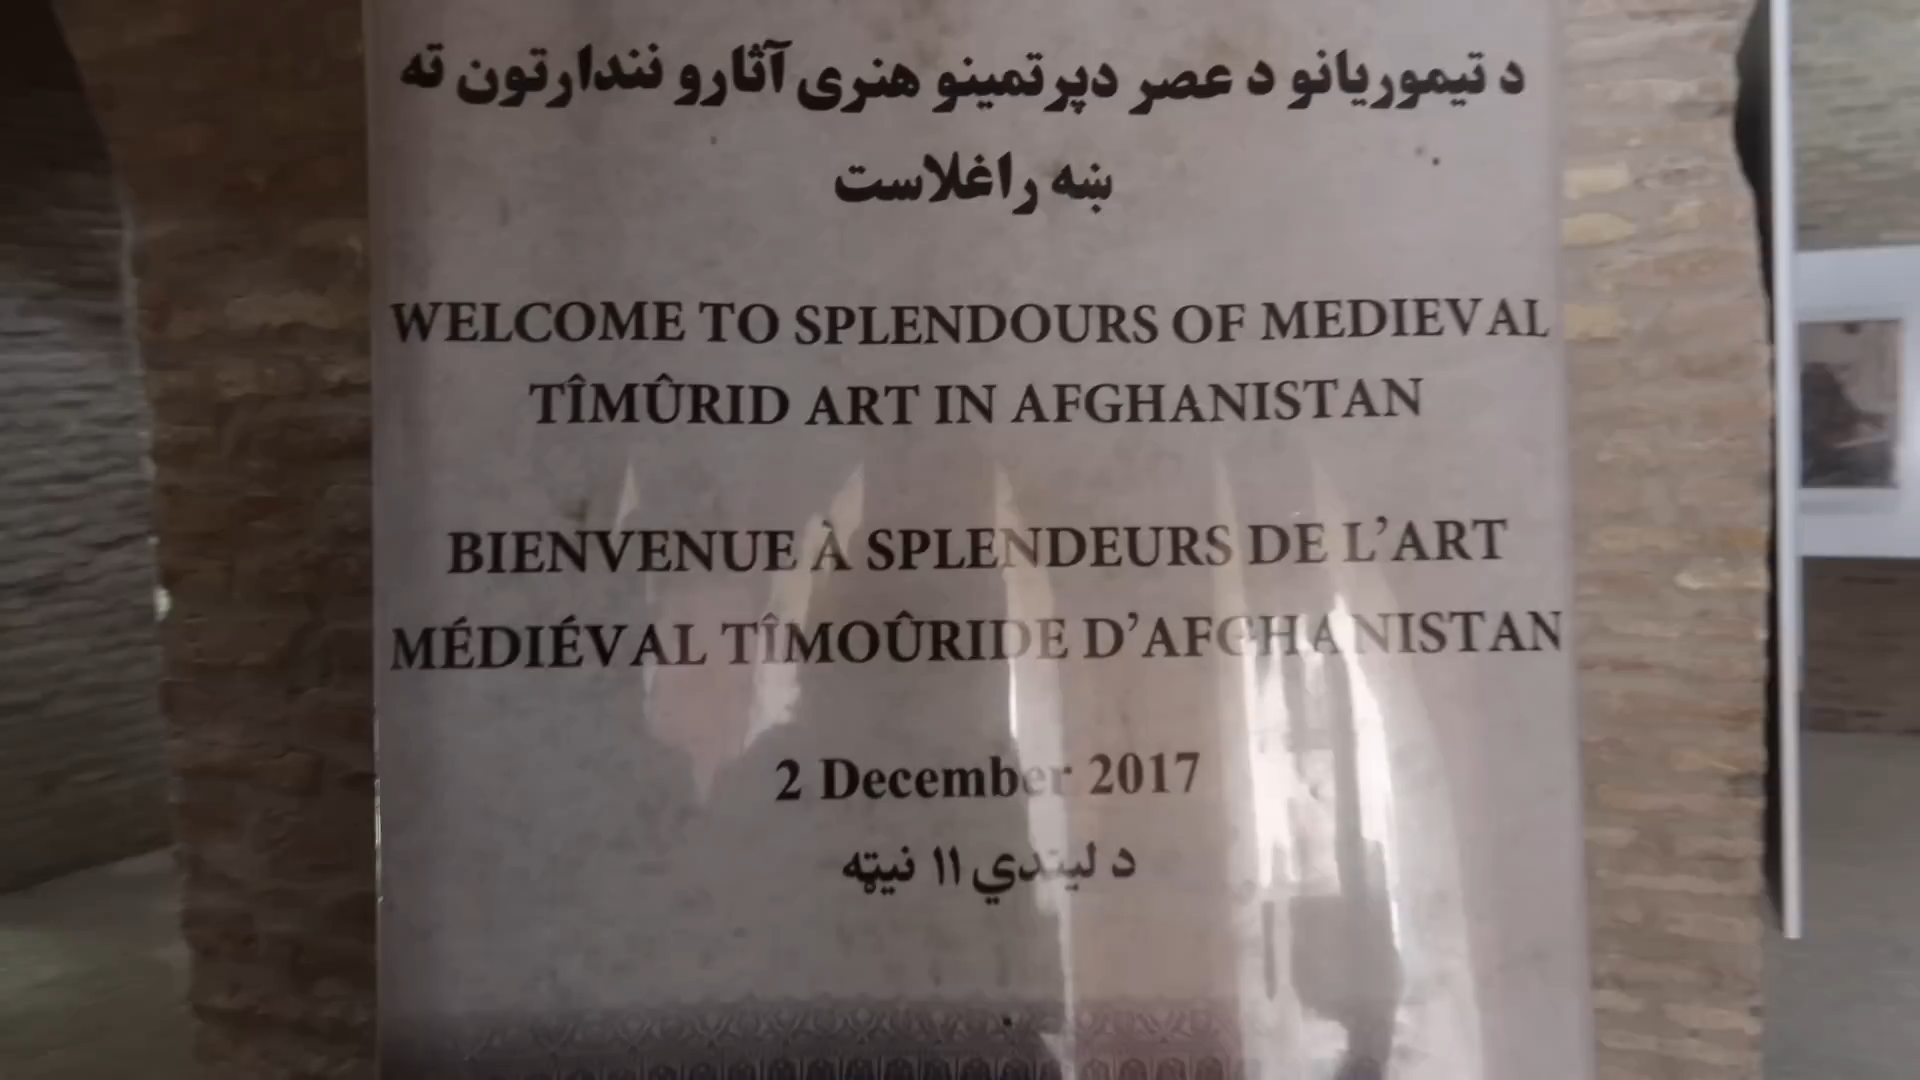 د تیموریانو د عصر دپرتمینو هنری آثارو نندارتون ته
ښه راغلاست
WELCOME TO SPLENDOURS OF MEDIEVAL
TÎMÛRID ART IN AFGHANISTAN
BIENVENUE À SPLENDEURS DE L’ART
MÉDIÉVAL TÎMOÛRIDE D’AFGHANISTAN
2 December 2017
د لیندي ۱۱ نیټه